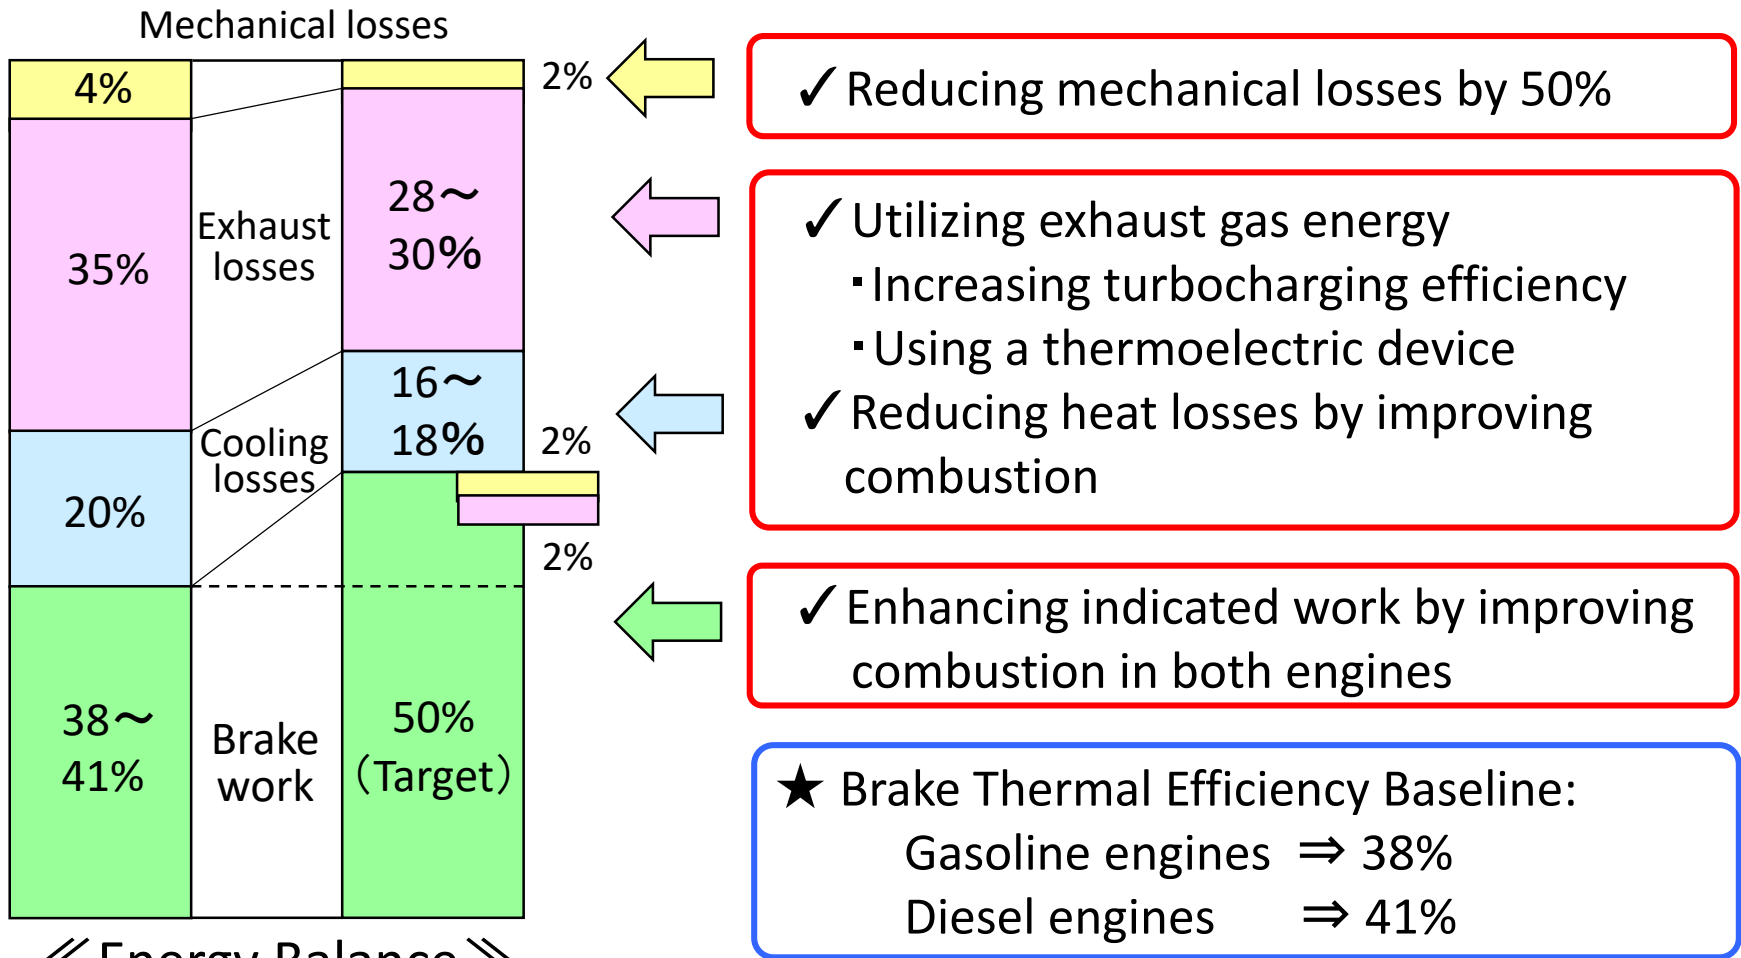 Mechanical losses
4%
2%
35%
Exhaust
losses
28～
30%
20%
Cooling
losses
16～
18%
2%
2%
38～
41%
Brake
work
50%
（Target）
≪ Energy Balance ≫
✓Reducing mechanical losses by 50%
✓Utilizing exhaust gas energy
･Increasing turbocharging efficiency
･Using a thermoelectric device
✓Reducing heat losses by improving
combustion
✓Enhancing indicated work by improving
combustion in both engines
★ Brake Thermal Efficiency Baseline:
Gasoline engines ⇒ 38%
Diesel engines ⇒ 41%